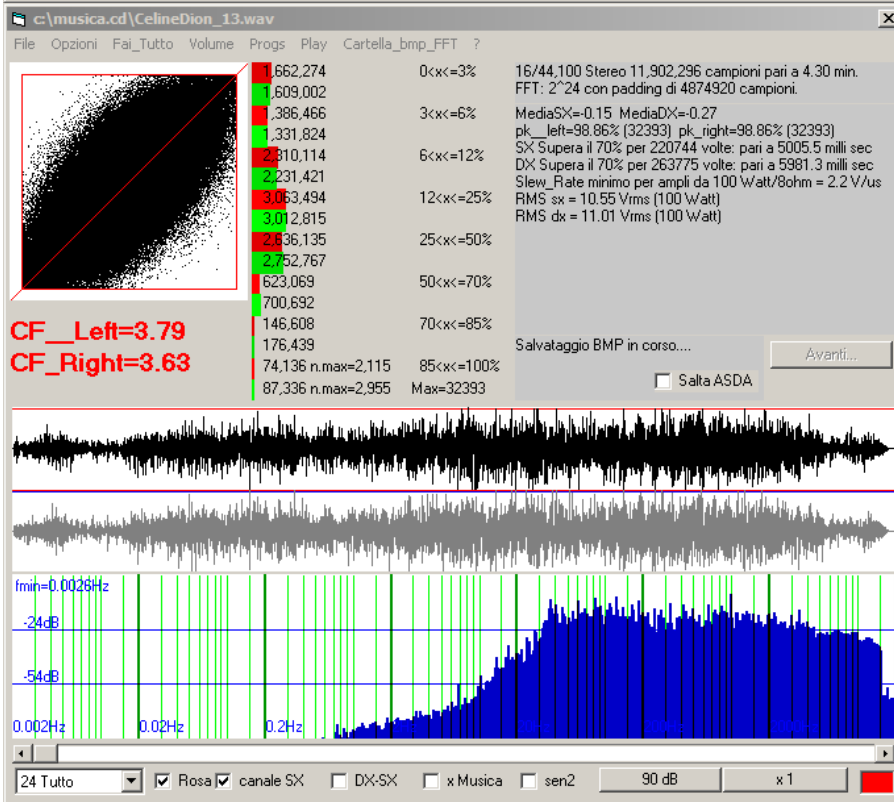 c:\musica.cd\CelineDion_13.wav
File Opzioni Fai_Tutto Volume Progs Play Cartella_bmp_FFT ?
1,662,274 0<x<=3%
1,609,002
1,386,466 3<x<=6%
1,331,824
2,310,114 6<x<=12%
2,231,421
3,063,494 12<x<=25%
3,012,815
2,636,135 25<x<=50%
2,752,767
623,069 50<x<=70%
700,692
146,608 70<x<=85%
176,439
74,136 n.max=2,115 85<x<=100%
87,336 n.max=2,955 Max=32393
CF__Left=3.79
CF_Right=3.63
16/44,100 Stereo 11,902,296 campioni pari a 4.30 min.
FFT: 2^24 con padding di 4874920 campioni.
MediaSX=-0.15 MediaDX=-0.27
pk__left=98.86% (32393) pk_right=98.86% (32393)
SX Supera il 70% per 220744 volte: pari a 5005.5 milli sec
DX Supera il 70% per 263775 volte: pari a 5981.3 milli sec
Slew_Rate minimo per ampli da 100 Watt/8ohm = 2.2 V/us
RMS sx = 10.55 Vrms (100 Watt)
RMS dx = 11.01 Vrms (100 Watt)
Salvataggio BMP in corso....
Avanti...
Salta ASDA
fmin=0.0026Hz
-24dB
-54dB
0.002Hz 0.02Hz 0.2Hz
24 Tutto Rosa canale SX DX-SX x Musica sen2 90 dB x 1